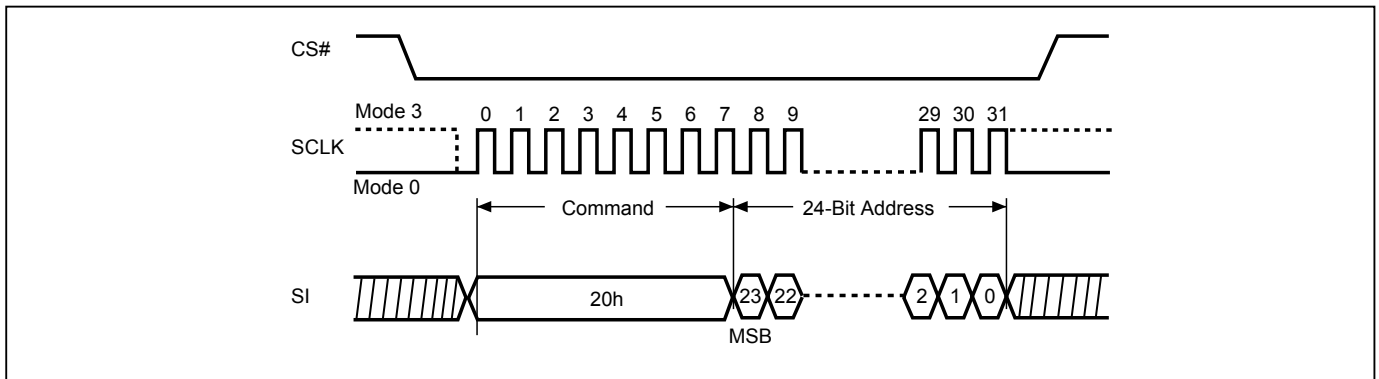 CS#
Mode 3
0 1 2 3 4 5 6 7 8 9 29 30 31
SCLK
Mode 0
Command
24-Bit Address
SI
20h
23 22
2 1 0
MSB